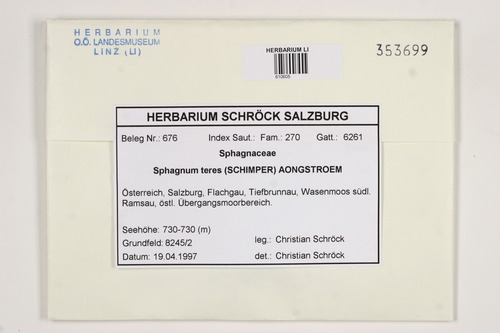 HERBARIUM
O.Ö. LANDESMUSEUM
LINZ (LI)
HERBARIUM LI
610605
353699
HERBARIUM SCHRÖCK SALZBURG
Beleg Nr.: 676 Index Saut.: Fam.: 270 Gatt.: 6261
Sphagnaceae
Sphagnum teres (SCHIMPER) AONGSTROEM
Österreich, Salzburg, Flachgau, Tiefbrunnau, Wasenmoos südl.
Ramsau, östl. Übergangsmoorbereich.
Seehöhe: 730-730 (m)
Grundfeld: 8245/2 leg.: Christian Schröck
Datum: 19.04.1997 det.: Christian Schröck